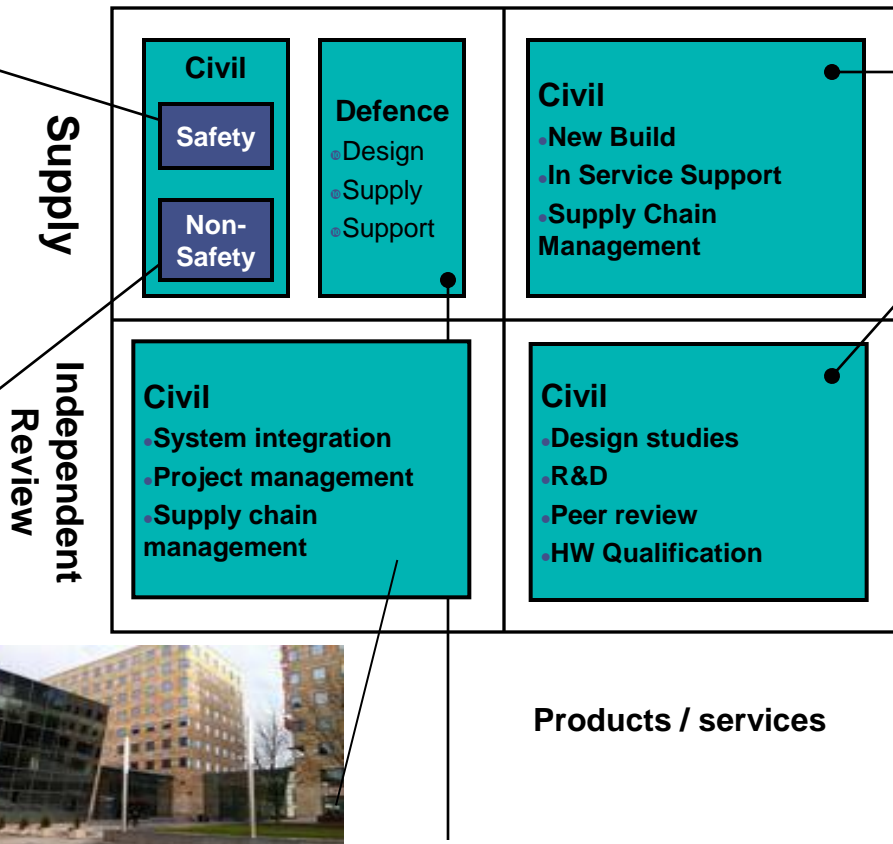 Supply
Civil
Safety
Non-
Safety
Defence
Design
Supply
Support
Civil
New Build
In Service Support
Supply Chain
Management
Independent
Review
Civil
System integration
Project management
Supply chain
management
Civil
Design studies
R&D
Peer review
HW Qualification
Products / services